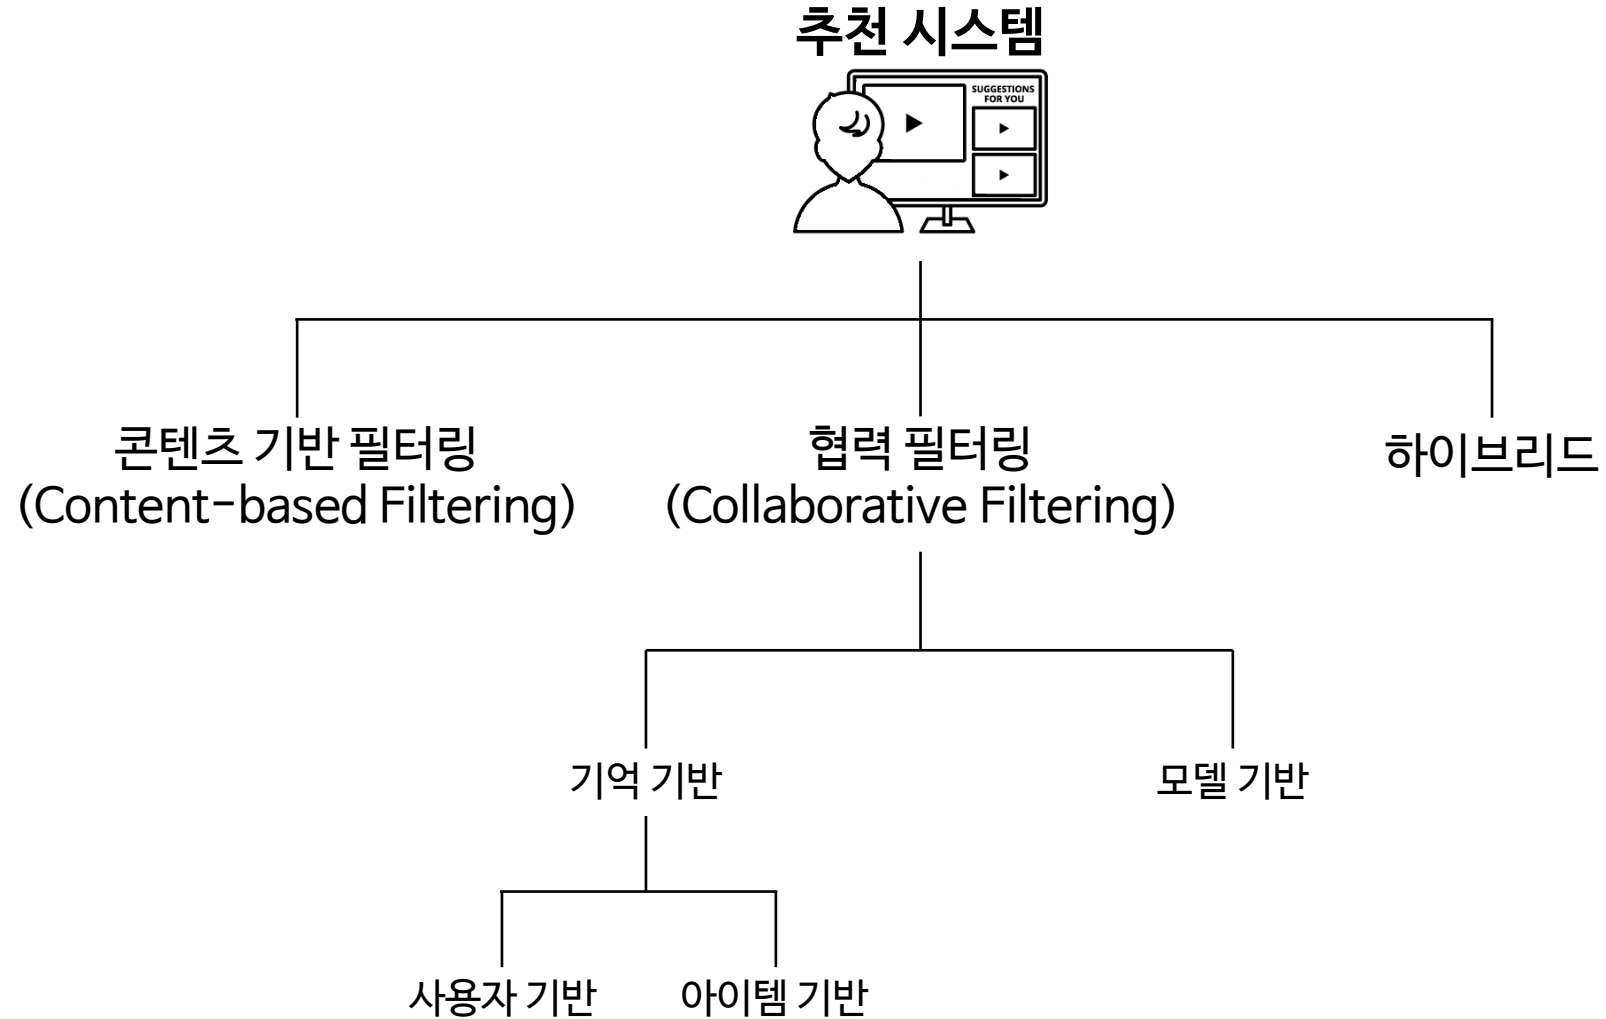 추천 시스템
SUGGESTIONS
FOR YOU
콘텐츠 기반 필터링
(Content-based Filtering)
협력 필터링
(Collaborative Filtering)
하이브리드
기억 기반
모델 기반
사용자 기반
아이템 기반